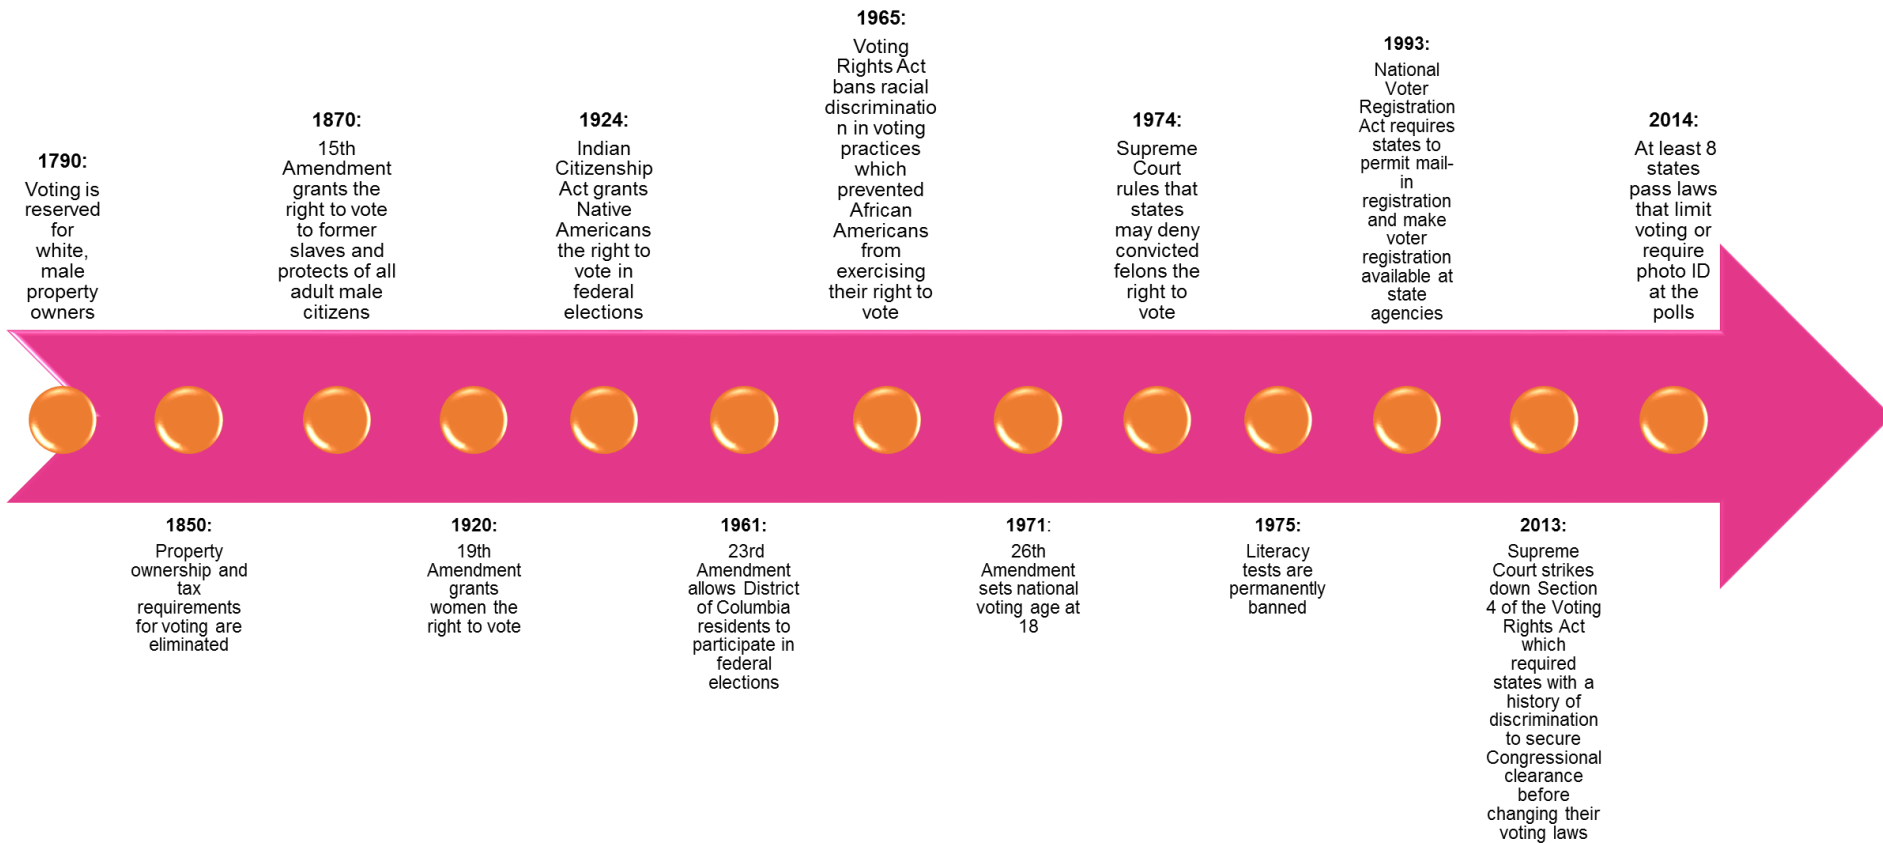 1790:
Voting is
reserved
for
white,
male
property
owners
1850:
Property
ownership and
tax
requirements
for voting are
eliminated
1870:
15th
Amendment
grants the
right to vote
to former
slaves and
protects of all
adult male
citizens
1920:
19th
Amendment
grants
women the
right to vote
1924:
Indian
Citizenship
Act grants
Native
Americans
the right to
vote in
federal
elections
1961:
23rd
Amendment
allows District
of Columbia
residents to
participate in
federal
elections
1965:
Voting
Rights Act
bans racial
discriminatio
n in voting
practices
which
prevented
African
Americans
from
exercising
their right to
vote
1971:
26th
Amendment
sets national
voting age at
18
1974:
Supreme
Court
rules that
states
may deny
convicted
felons the
right to
vote
1975:
Literacy
tests are
permanently
banned
1993:
National
Voter
Registration
Act requires
states to
permit mail-
in
registration
and make
voter
registration
available at
state
agencies
2013:
Supreme
Court strikes
down Section
4 of the Voting
Rights Act
which
required
states with a
history of
discrimination
to secure
Congressional
clearance
before
changing their
voting laws
2014:
At least 8
states
pass laws
that limit
voting or
require
photo ID
at the
polls